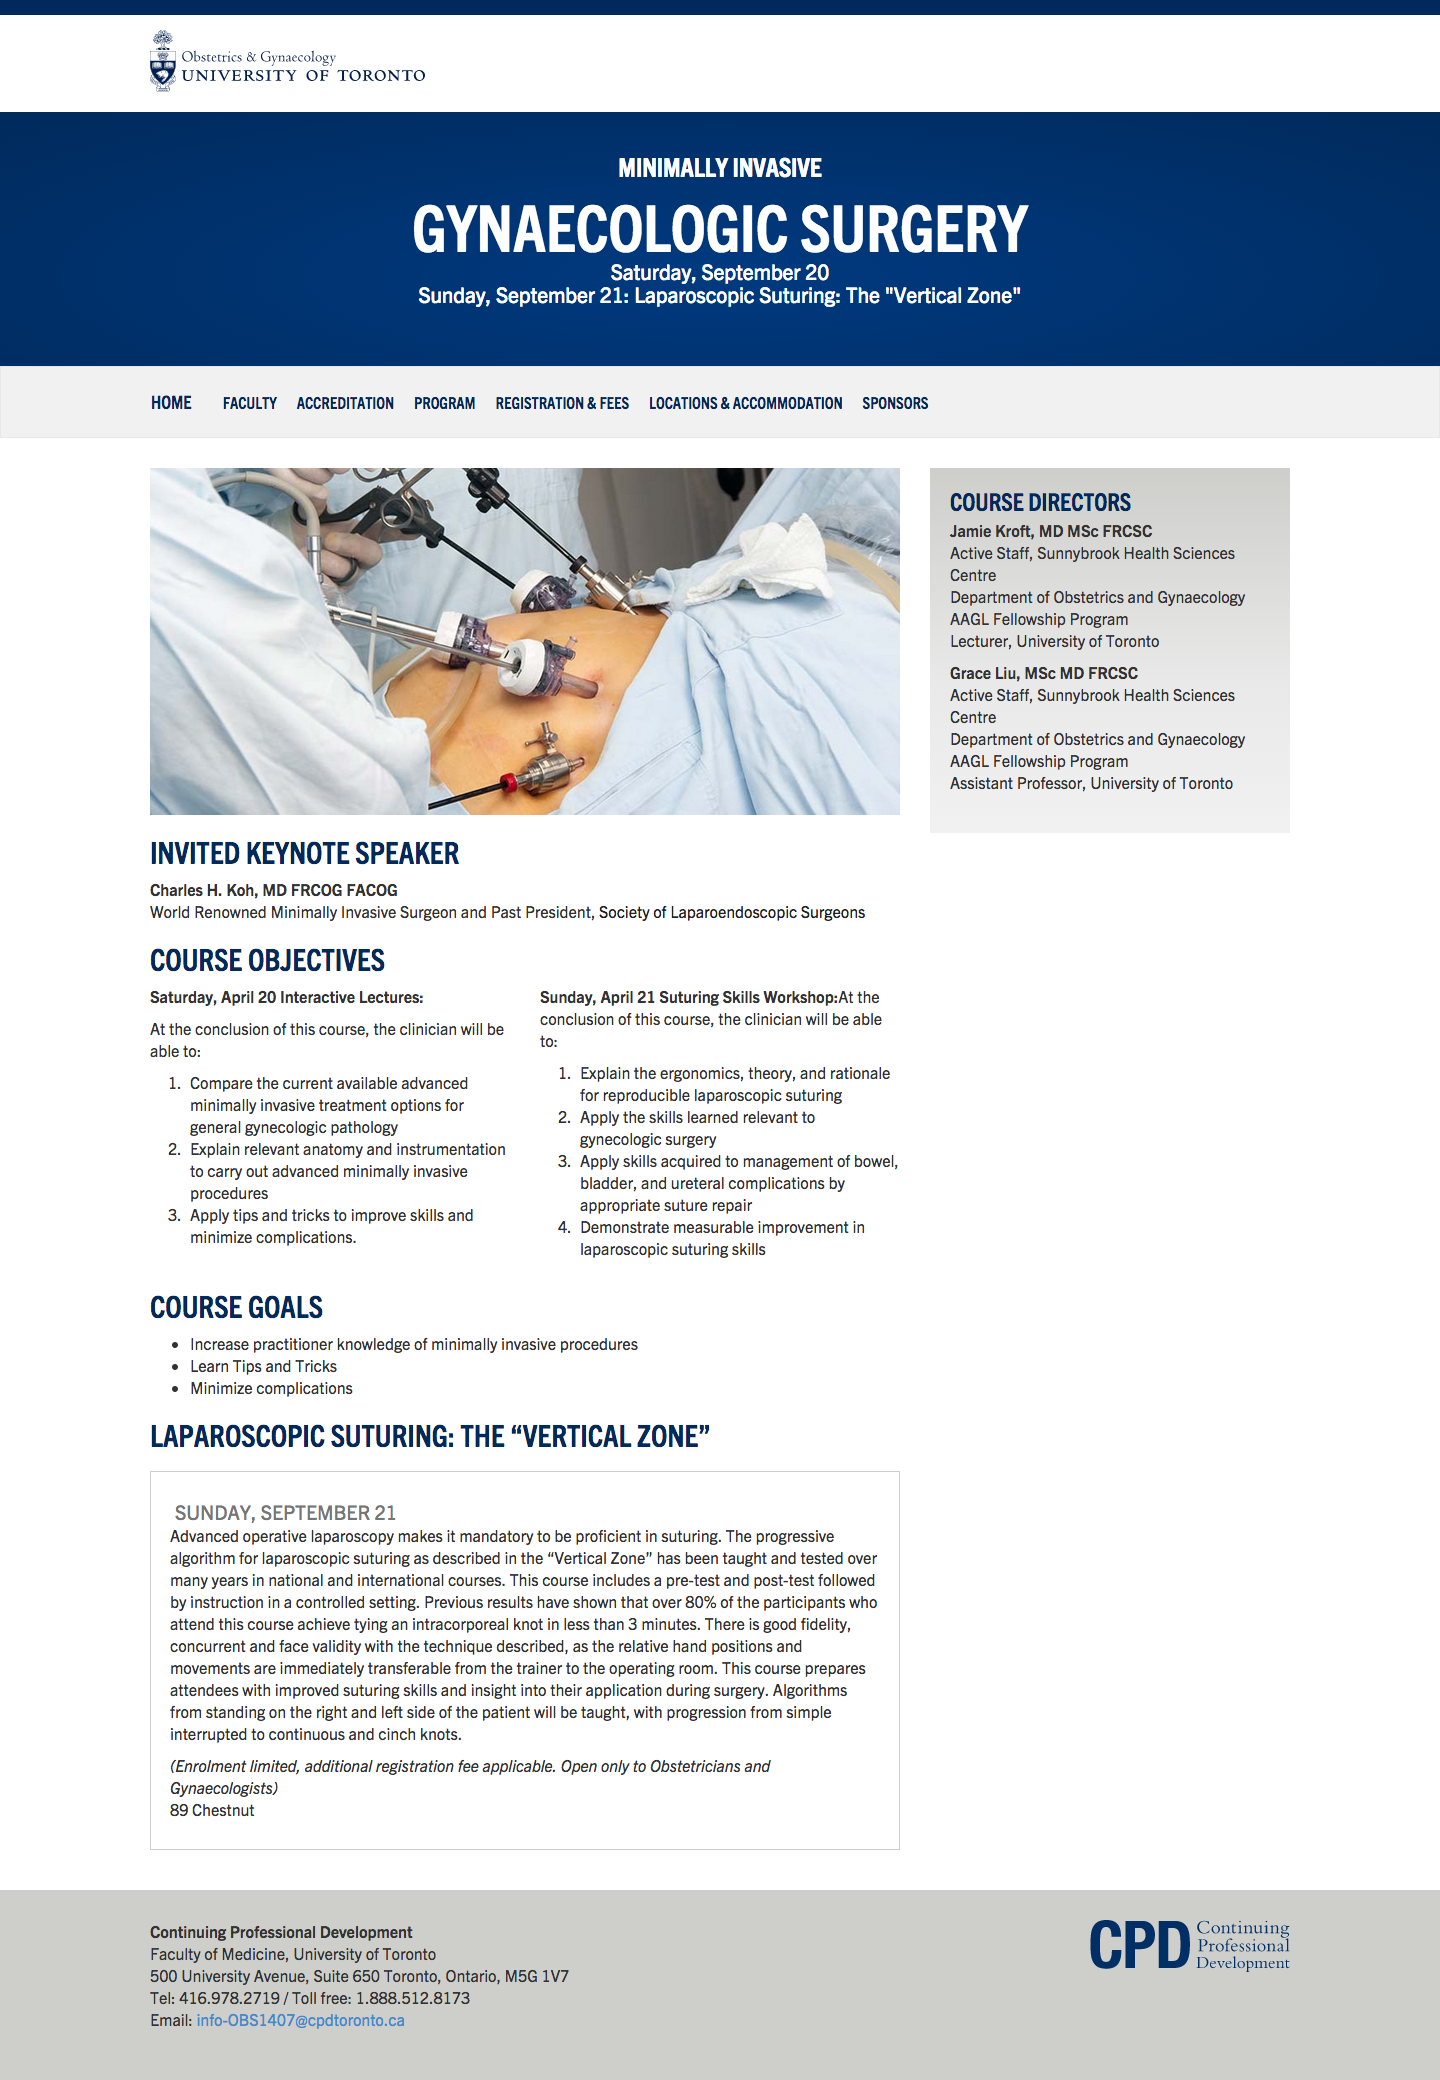 Obstetrics & Gynaecology
UNIVERSITY OF TORONTO
MINIMALLY INVASIVE
GYNAECOLOGIC SURGERY
Saturday, September 20
Sunday, September 21: Laparoscopic Suturing: The "Vertical Zone"
HOME FACULTY ACCREDITATION PROGRAM REGISTRATION & FEES LOCATIONS & ACCOMMODATION SPONSORS
COURSE DIRECTORS
Jamie Kroft, MD MSc FRCSC
Active Staff, Sunnybrook Health Sciences
Centre
Department of Obstetrics and Gynaecology
AAGL Fellowship Program
Lecturer, University of Toronto
Grace Liu, MSc MD FRCSC
Active Staff, Sunnybrook Health Sciences
Centre
Department of Obstetrics and Gynaecology
AAGL Fellowship Program
Assistant Professor, University of Toronto
INVITED KEYNOTE SPEAKER
Charles H. Koh, MD FRCOG FACOG
World Renowned Minimally Invasive Surgeon and Past President, Society of Laparoendoscopic Surgeons
COURSE OBJECTIVES
Saturday, April 20 Interactive Lectures:
At the conclusion of this course, the clinician will be
able to:
1. Compare the current available advanced
minimally invasive treatment options for
general gynecologic pathology
2. Explain relevant anatomy and instrumentation
to carry out advanced minimally invasive
procedures
3. Apply tips and tricks to improve skills and
minimize complications.
Sunday, April 21 Suturing Skills Workshop:At the
conclusion of this course, the clinician will be able
to:
1. Explain the ergonomics, theory, and rationale
for reproducible laparoscopic suturing
2. Apply the skills learned relevant to
gynecologic surgery
3. Apply skills acquired to management of bowel,
bladder, and ureteral complications by
appropriate suture repair
4. Demonstrate measurable improvement in
laparoscopic suturing skills
COURSE GOALS
• Increase practitioner knowledge of minimally invasive procedures
• Learn Tips and Tricks
• Minimize complications
LAPAROSCOPIC SUTURING: THE “VERTICAL ZONE”
SUNDAY, SEPTEMBER 21
Advanced operative laparoscopy makes it mandatory to be proficient in suturing. The progressive
algorithm for laparoscopic suturing as described in the “Vertical Zone” has been taught and tested over
many years in national and international courses. This course includes a pre-test and post-test followed
by instruction in a controlled setting. Previous results have shown that over 80% of the participants who
attend this course achieve tying an intracorporeal knot in less than 3 minutes. There is good fidelity,
concurrent and face validity with the technique described, as the relative hand positions and
movements are immediately transferable from the trainer to the operating room. This course prepares
attendees with improved suturing skills and insight into their application during surgery. Algorithms
from standing on the right and left side of the patient will be taught, with progression from simple
interrupted to continuous and cinch knots.
(Enrolment limited, additional registration fee applicable. Open only to Obstetricians and
Gynaecologists)
89 Chestnut
Continuing Professional Development
Faculty of Medicine, University of Toronto
500 University Avenue, Suite 650 Toronto, Ontario, M5G 1V7
Tel: 416.978.2719 / Toll free: 1.888.512.8173
Email: info-OBS1407@cpdtoronto.ca
CPD Continuing
Professional
Development